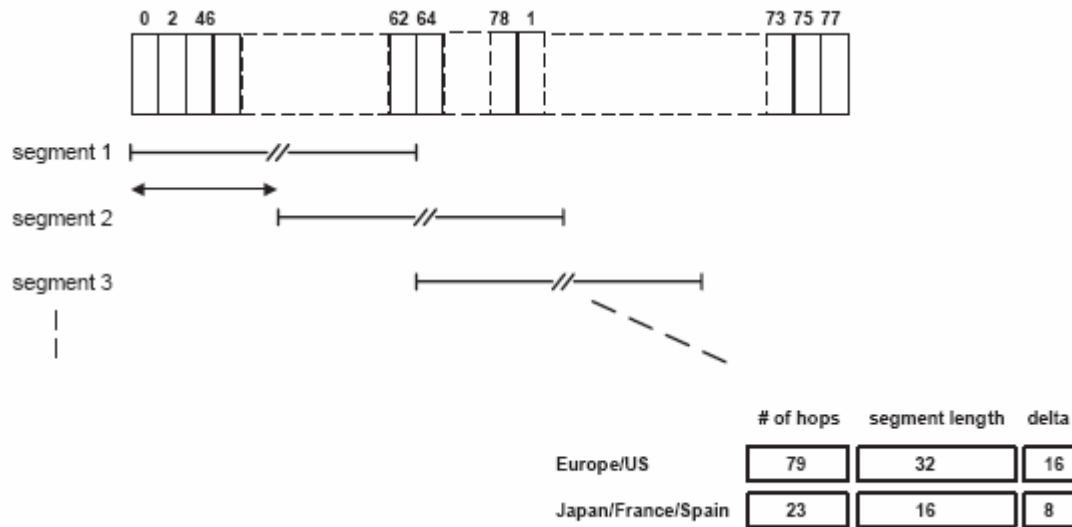 0 2 46 62 64 78 1 73 75 77
segment 1
segment 2
segment 3
# of hops segment length delta
Europe/US 79 32 16
Japan/France/Spain 23 16 8